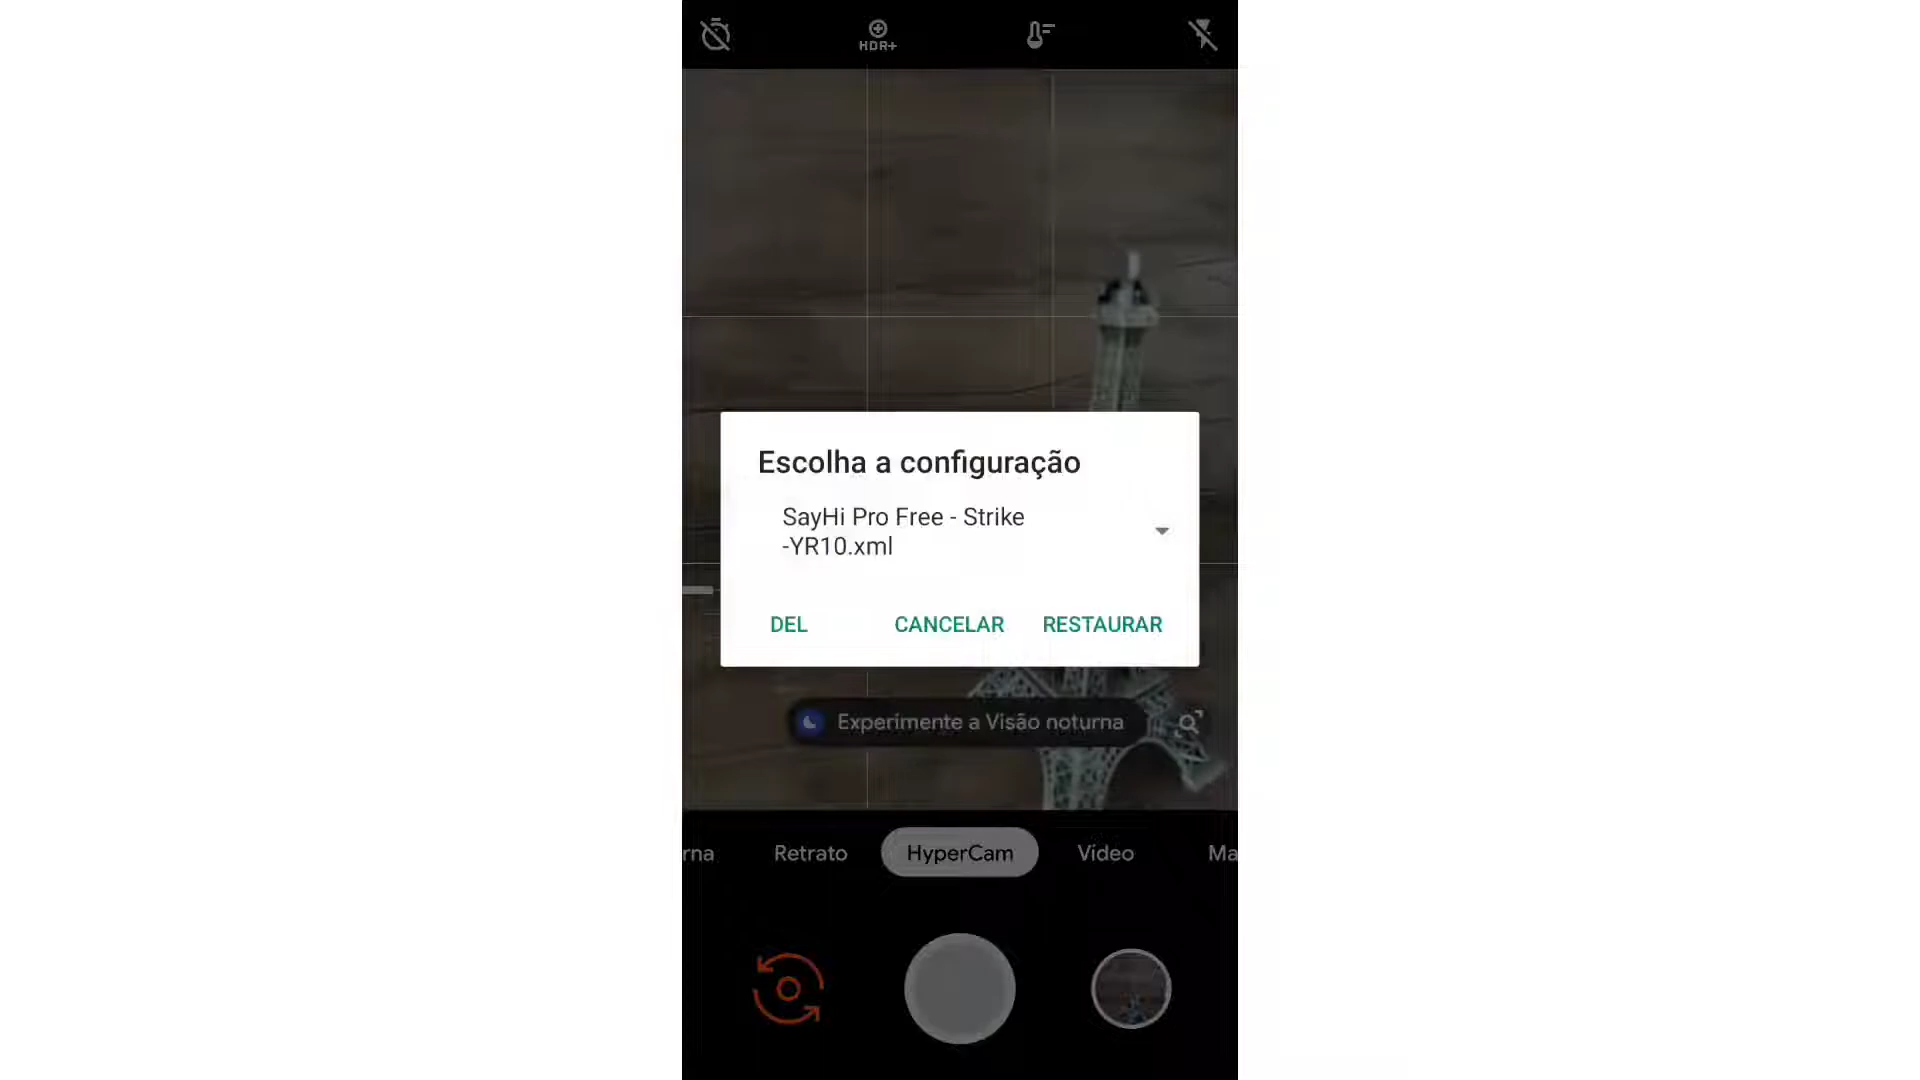 HDR+
Escolha a configuração
SayHi Pro Free - Strike
-YR10.xml
DEL CANCELAR RESTAURAR
Experimente a Visão noturna
rna Retrato HyperCam Vídeo Ma